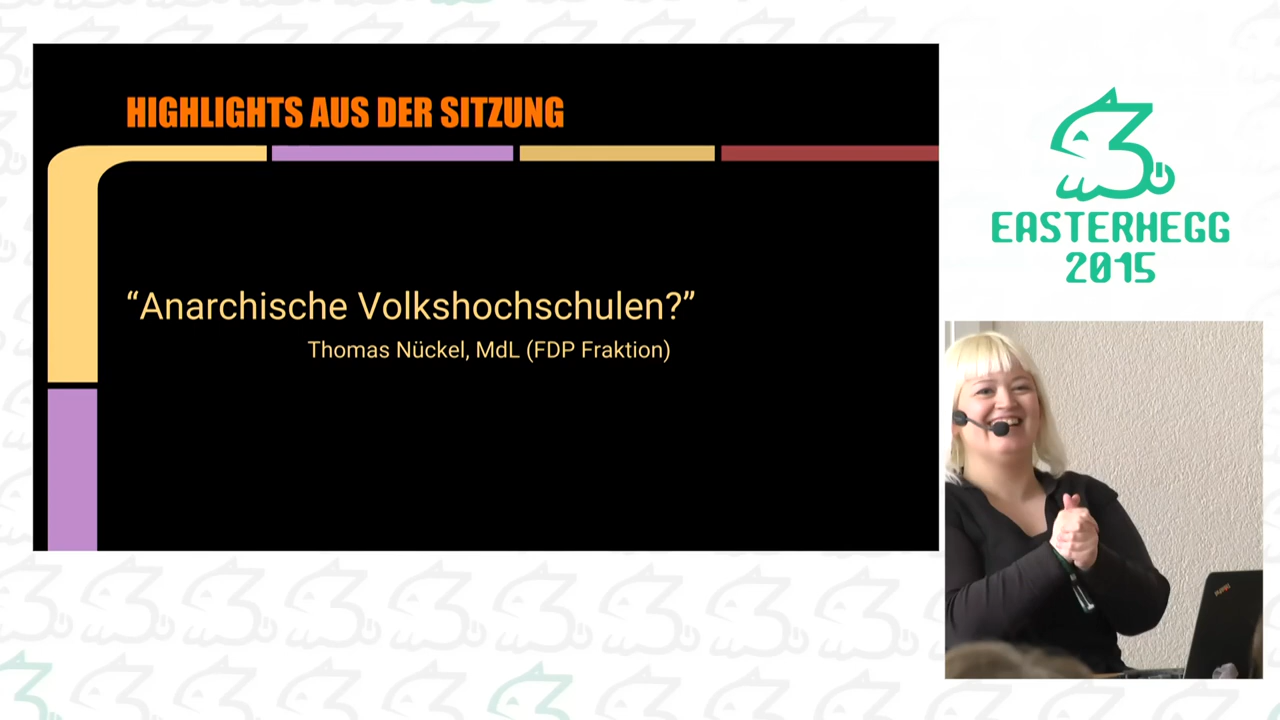 HIGHLIGHTS AUS DER SITZUNG
“Anarchische Volkshochschulen?”
Thomas Nückel, MdL (FDP Fraktion)
EASTERHEGG
2015